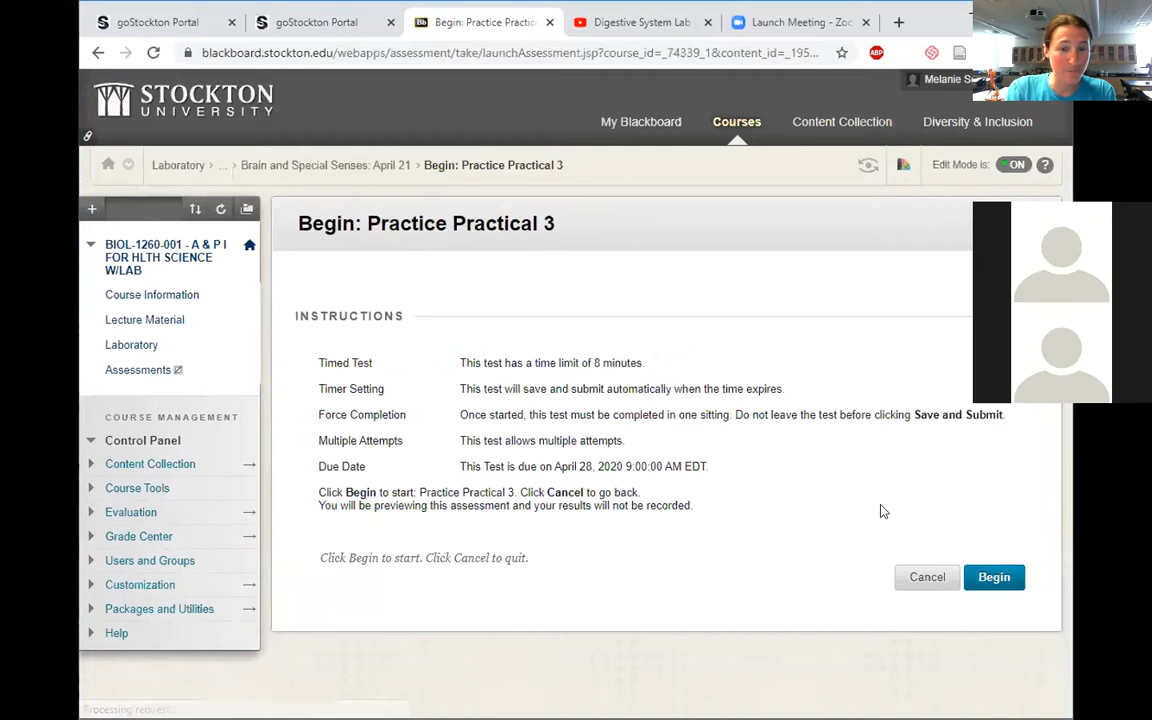 goStockton Portal
goStockton Portal
Bb Begin: Practice Practic
Digestive System Lab
Launch Meeting - Zoo
blackboard.stockton.edu/webapps/assessment/take/launchAssessment.jsp?course_id=_74339_1&content_id=_195...
ABP
STOCKTON
UNIVERSITY
Melanie S
My Blackboard
Courses
Content Collection
Diversity & Inclusion
Laboratory > ... > Brain and Special Senses: April 21 > Begin: Practice Practical 3
Edit Mode is: ON ?
BIOL-1260-001 - A & P I
FOR HLTH SCIENCE
W/LAB
Course Information
Lecture Material
Laboratory
Assessments
COURSE MANAGEMENT
Control Panel
Content Collection
Course Tools
Evaluation
Grade Center
Users and Groups
Customization
Packages and Utilities
Help
Begin: Practice Practical 3
INSTRUCTIONS
Timed Test This test has a time limit of 8 minutes.
Timer Setting This test will save and submit automatically when the time expires.
Force Completion Once started, this test must be completed in one sitting. Do not leave the test before clicking Save and Submit.
Multiple Attempts This test allows multiple attempts.
Due Date This Test is due on April 28, 2020 9:00:00 AM EDT.
Click Begin to start: Practice Practical 3. Click Cancel to go back.
You will be previewing this assessment and your results will not be recorded.
Click Begin to start. Click Cancel to quit.
Cancel
Begin
Processing request...